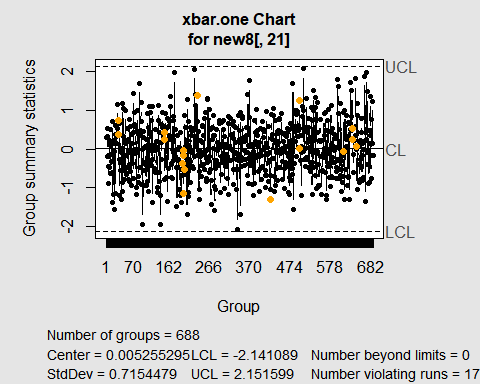 xbar.one Chart
for new8[, 21]
Group summary statistics
2
1
0
-1
-2
UCL
CL
LCL
1 70 162 266 370 474 578 682
Group
Number of groups = 688
Center = 0.005255295 LCL = -2.141089 Number beyond limits = 0
StdDev = 0.7154479 UCL = 2.151599 Number violating runs = 17